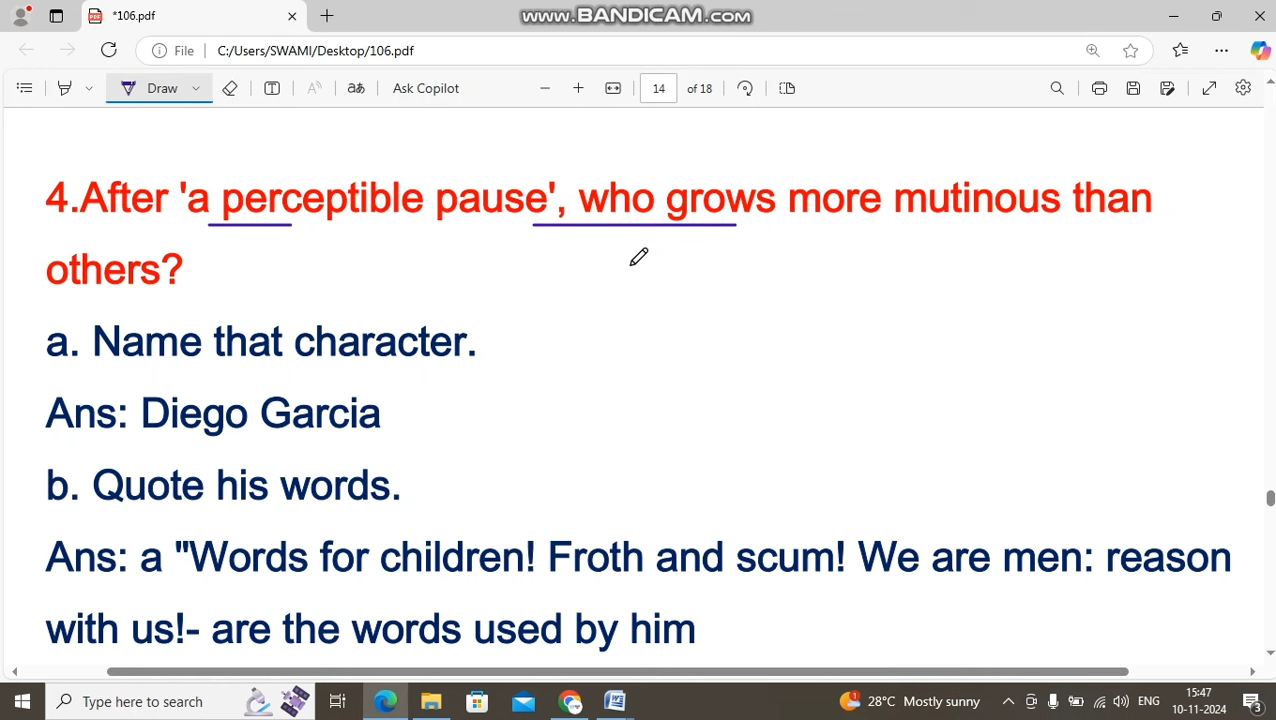 www.BANDICAM.com
*106.pdf
File C:/Users/SWAMI/Desktop/106.pdf
Draw Ask Copilot 14 of 18
4.After 'a perceptible pause', who grows more mutinous than
others?
a. Name that character.
Ans: Diego Garcia
b. Quote his words.
Ans: a "Words for children! Froth and scum! We are men: reason
with us!- are the words used by him
Type here to search 1 28°C Mostly sunny ENG 15:47
10-11-2024 3